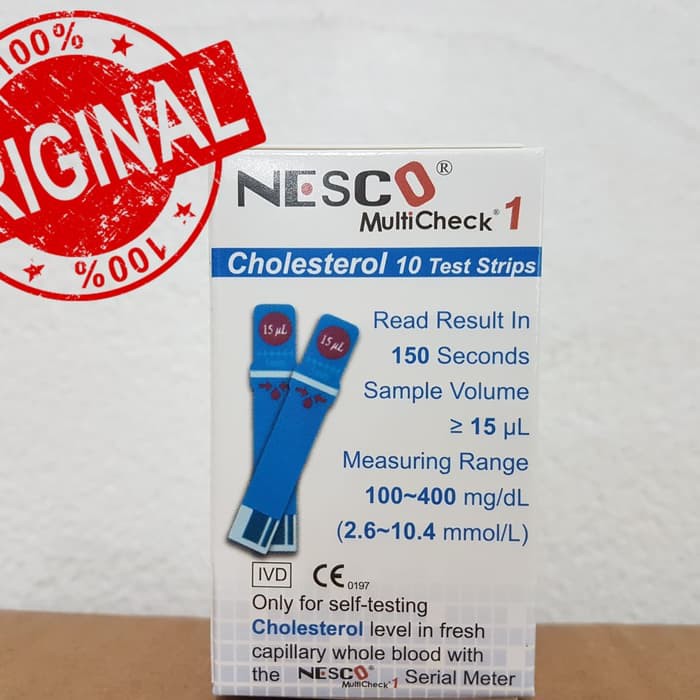 100%
RIGINAL
100%
NESCO®
MultiCheck® 1
Cholesterol 10 Test Strips
15 µL
15 µL
Read Result In
150 Seconds
Sample Volume
≥ 15 µL
Measuring Range
100~400 mg/dL
(2.6~10.4 mmol/L)
IVD CE 0197
Only for self-testing
Cholesterol level in fresh
capillary whole blood with
the NESCO® MultiCheck® 1 Serial Meter